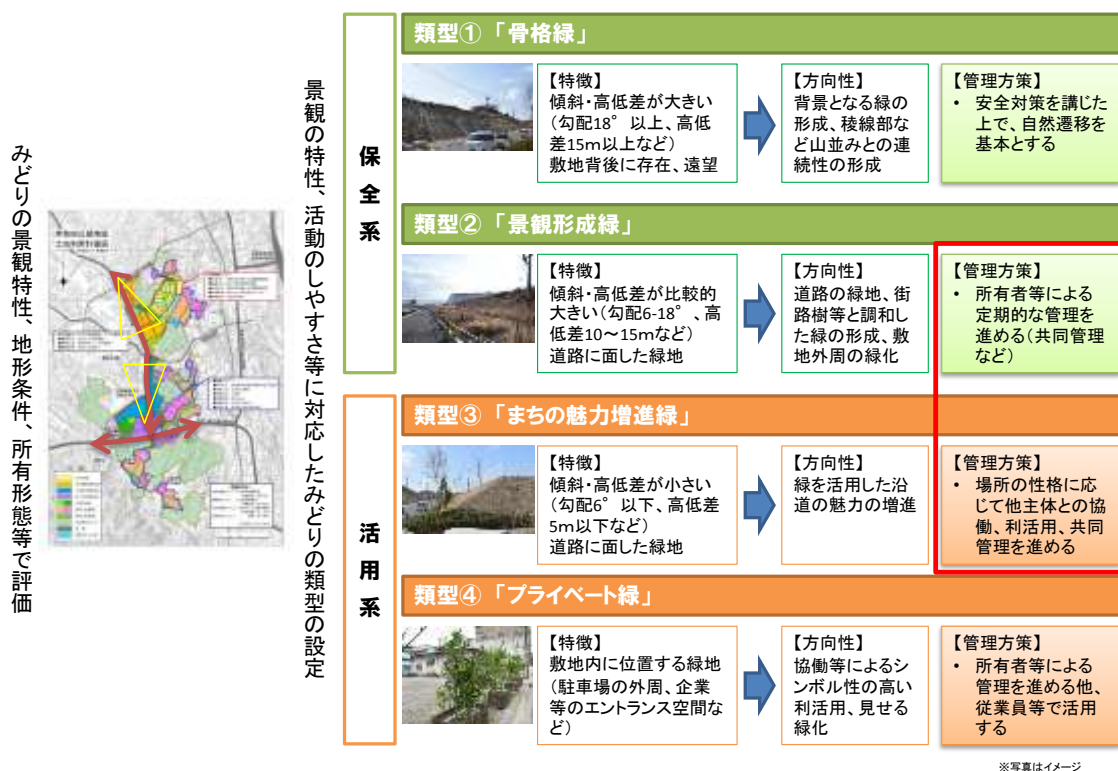 みどりの景観特性、地形条件、所有形態等で評価
景観の特性、活動のしやすさ等に対応したみどりの類型の設定
保全系
類型①「骨格緑」
【特徴】
傾斜・高低差が大きい
(勾配18°以上、高低
差15m以上など)
敷地背後に存在、遠望
【方向性】
背景となる緑の
形成、稜線部な
ど山並みとの連
続性の形成
【管理方策】
• 安全対策を講じた
上で、自然遷移を
基本とする
類型②「景観形成緑」
【特徴】
傾斜・高低差が比較的
大きい(勾配6-18°、高
低差10～15mなど)
道路に面した緑地
【方向性】
道路の緑地、街
路樹等と調和し
た緑の形成、敷
地外周の緑化
【管理方策】
• 所有者等による
定期的な管理を
進める(共同管理
など)
活用系
類型③「まちの魅力増進緑」
【特徴】
傾斜・高低差が小さい
(勾配6°以下、高低差
5m以下など)
道路に面した緑地
【方向性】
緑を活用した沿
道の魅力の増進
【管理方策】
• 場所の性格に応
じて他主体との協
働、利活用、共同
管理を進める
類型④「プライベート緑」
【特徴】
敷地内に位置する緑地
(駐車場の外周、企業
等のエントランス空間な
ど)
【方向性】
協働等によるシ
ンボル性の高い
利活用、見せる
緑化
【管理方策】
• 所有者等による
管理を進める他、
従業員等で活用
する
※写真はイメージ